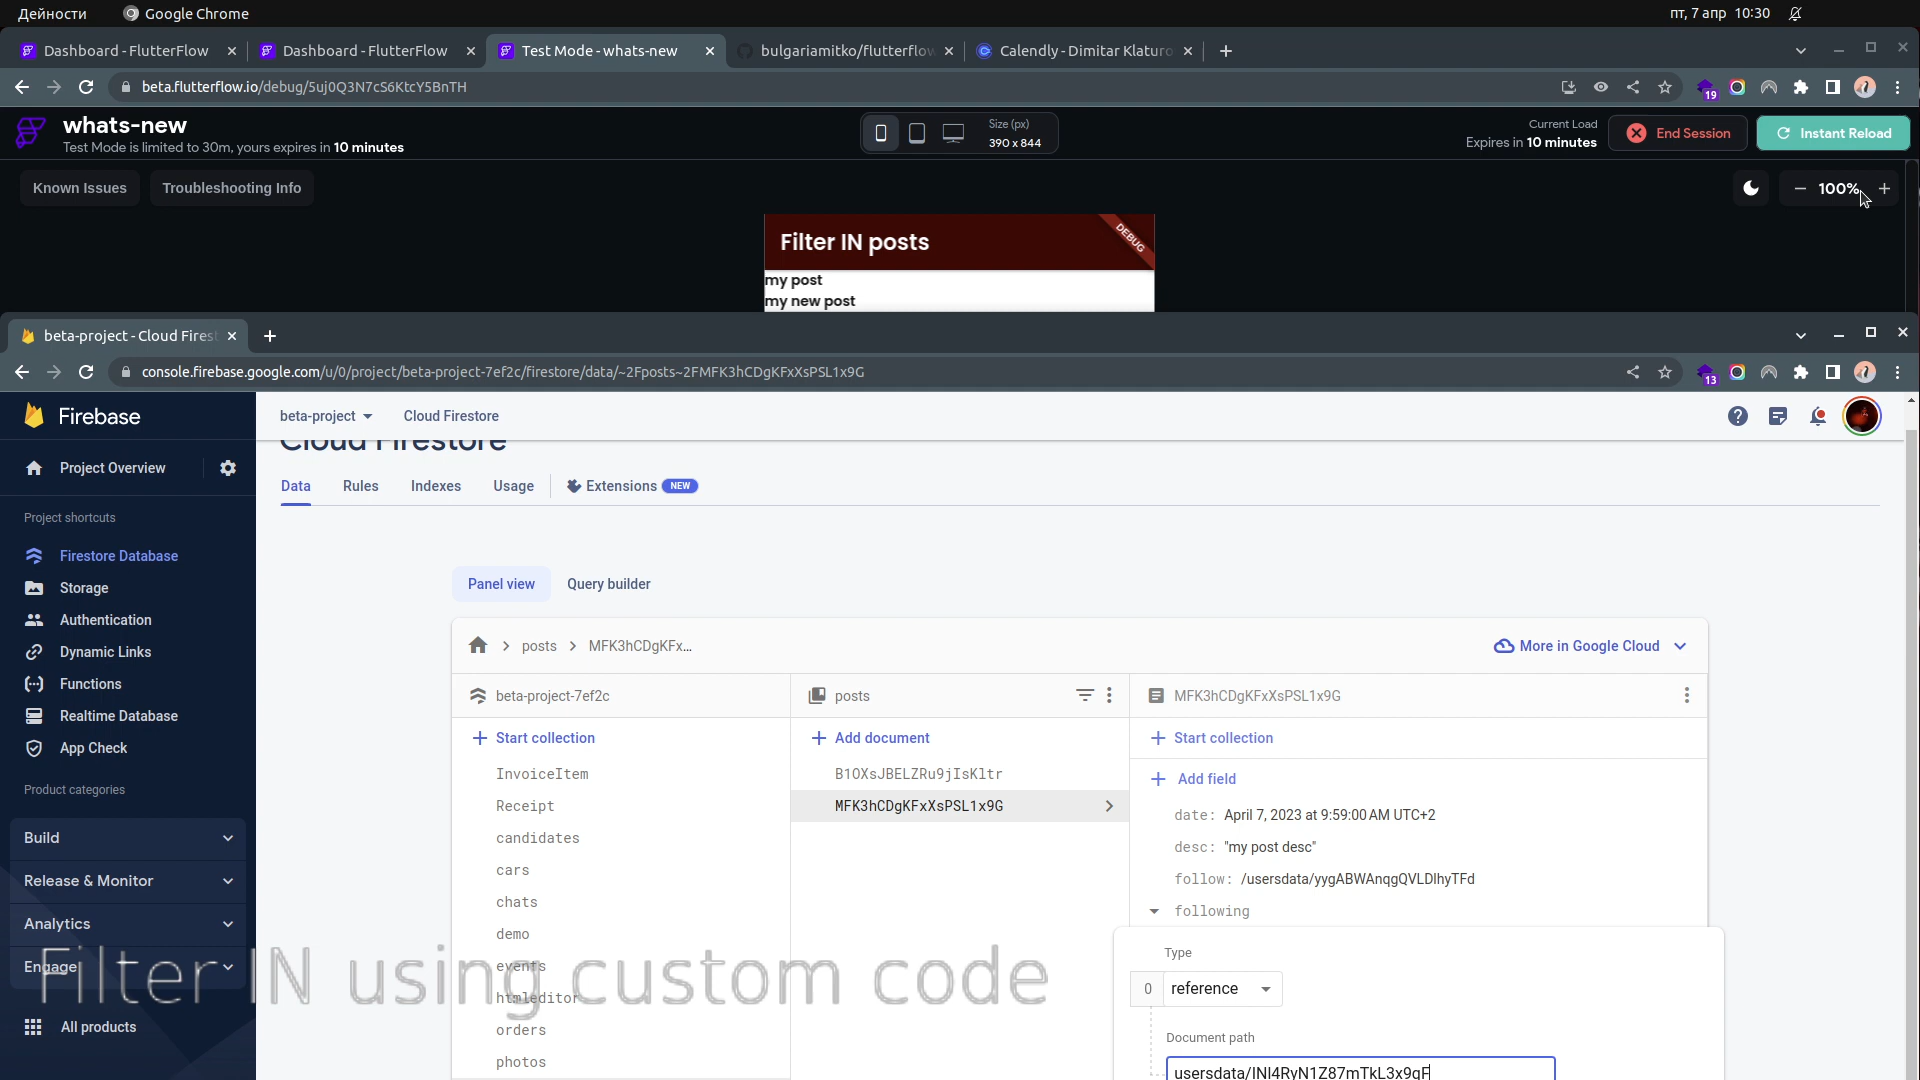 Дейности
Google Chrome
пт, 7 апр 10:30
Dashboard - FlutterFlow
Dashboard - FlutterFlow
Test Mode - whats-new
bulgariamitko/flutterflow
Calendly - Dimitar Klaturo
beta.flutterflow.io/debug/5uj0Q3N7cS6KtcY5BnTH
19
whats-new
Test Mode is limited to 30m, yours expires in 10 minutes
Size (px)
390 x 844
Current Load
Expires in 10 minutes
End Session
Instant Reload
Known Issues
Troubleshooting Info
100%
Filter IN posts
DEBUG
my post
my new post
beta-project - Cloud Firest
console.firebase.google.com/u/0/project/beta-project-7ef2c/firestore/data/~2Fposts~2FMFK3hCDgKFxXsPSL1x9G
13
Firebase
beta-project
Cloud Firestore
Cloud Firestore
Project Overview
Data
Rules
Indexes
Usage
Extensions
NEW
Project shortcuts
Firestore Database
Storage
Authentication
Dynamic Links
Functions
Realtime Database
App Check
Product categories
Build
Release & Monitor
Analytics
Engage
All products
Panel view
Query builder
posts
MFK3hCDgKFx...
More in Google Cloud
beta-project-7ef2c
posts
MFK3hCDgKFxXsPSL1x9G
Start collection
Add document
Start collection
InvoiceItem
Receipt
candidates
cars
chats
demo
events
htmleditor
orders
photos
B1OXsJBELZRu9jIsKltr
MFK3hCDgKFxXsPSL1x9G
Add field
date: April 7, 2023 at 9:59:00 AM UTC+2
desc: "my post desc"
follow: /usersdata/yygABWAnqgQVLDlhyTFd
following
Type
0
reference
Document path
usersdata/INl4RyN1Z87mTkL3x9gF
Filter IN using custom code